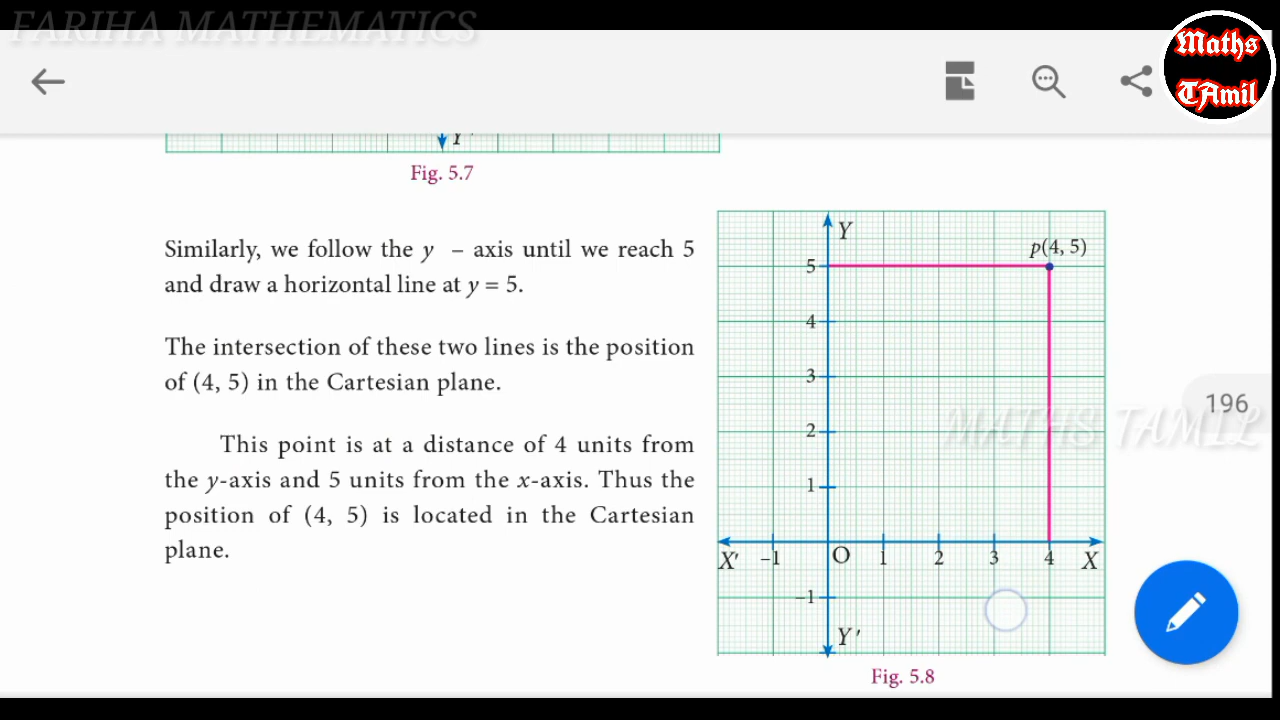 FARIHA MATHEMATICS
Maths
TAmil
Y'
Fig. 5.7
Similarly, we follow the y – axis until we reach 5
and draw a horizontal line at y = 5.
The intersection of these two lines is the position
of (4, 5) in the Cartesian plane.
This point is at a distance of 4 units from
the y-axis and 5 units from the x-axis. Thus the
position of (4, 5) is located in the Cartesian
plane.
Y
p(4, 5)
5
4
3
2
1
X' –1 O 1 2 3 4 X
–1
Y'
Fig. 5.8
196
MATHS TAMIL